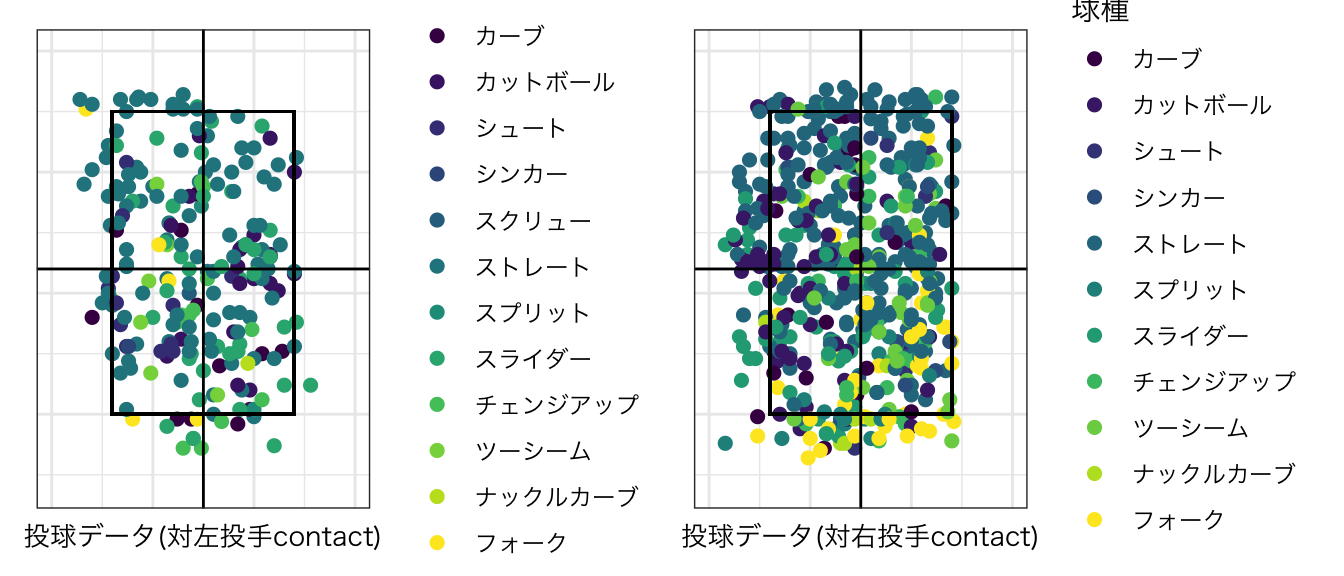 カーブ
カットボール
シュート
シンカー
スクリュー
ストレート
スプリット
スライダー
チェンジアップ
ツーシーム
ナックルカーブ
フォーク
投球データ(対左投手contact)
球種
カーブ
カットボール
シュート
シンカー
ストレート
スプリット
スライダー
チェンジアップ
ツーシーム
ナックルカーブ
フォーク
投球データ(対右投手contact)